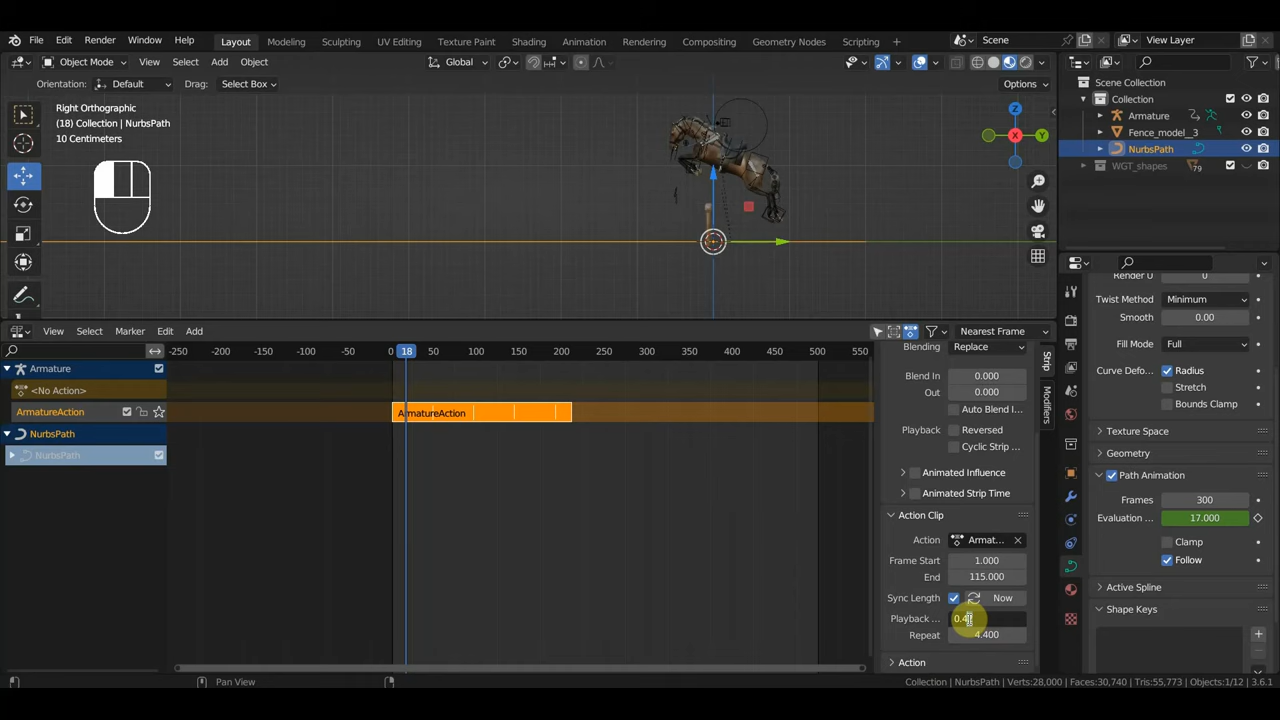 File Edit Render Window Help Layout Modeling Sculpting UV Editing Texture Paint Shading Animation Rendering Compositing Geometry Nodes Scripting + Scene View Layer
Object Mode View Select Add Object Global
Orientation: Default Drag: Select Box Options
Scene Collection
Collection
Armature
Fence_model_3
NurbsPath
WGT_shapes 79
Right Orthographic
(18) Collection | NurbsPath
10 Centimeters
Z
X
Y
View Select Marker Edit Add Nearest Frame
-250 -200 -150 -100 -50 0 18 50 100 150 200 250 300 350 400 450 500 550
Armature
<No Action>
ArmatureAction ArmatureAction
NurbsPath
NurbsPath
Blending Replace
Blend In 0.000
Out 0.000
Auto Blend I...
Playback Reversed
Cyclic Strip ...
Animated Influence
Animated Strip Time
Action Clip
Action Armat...
Frame Start 1.000
End 115.000
Sync Length Now
Playback ...
Repeat 4.400
Action
Strip
Modifiers
Render U 0
Twist Method Minimum
Smooth 0.00
Fill Mode Full
Curve Defo... Radius
Stretch
Bounds Clamp
Texture Space
Geometry
Path Animation
Frames 300
Evaluation ... 17.000
Clamp
Follow
Active Spline
Shape Keys
Pan View
Collection | NurbsPath | Verts:28,000 | Faces:30,740 | Tris:55,773 | Objects:1/12 | 3.6.1